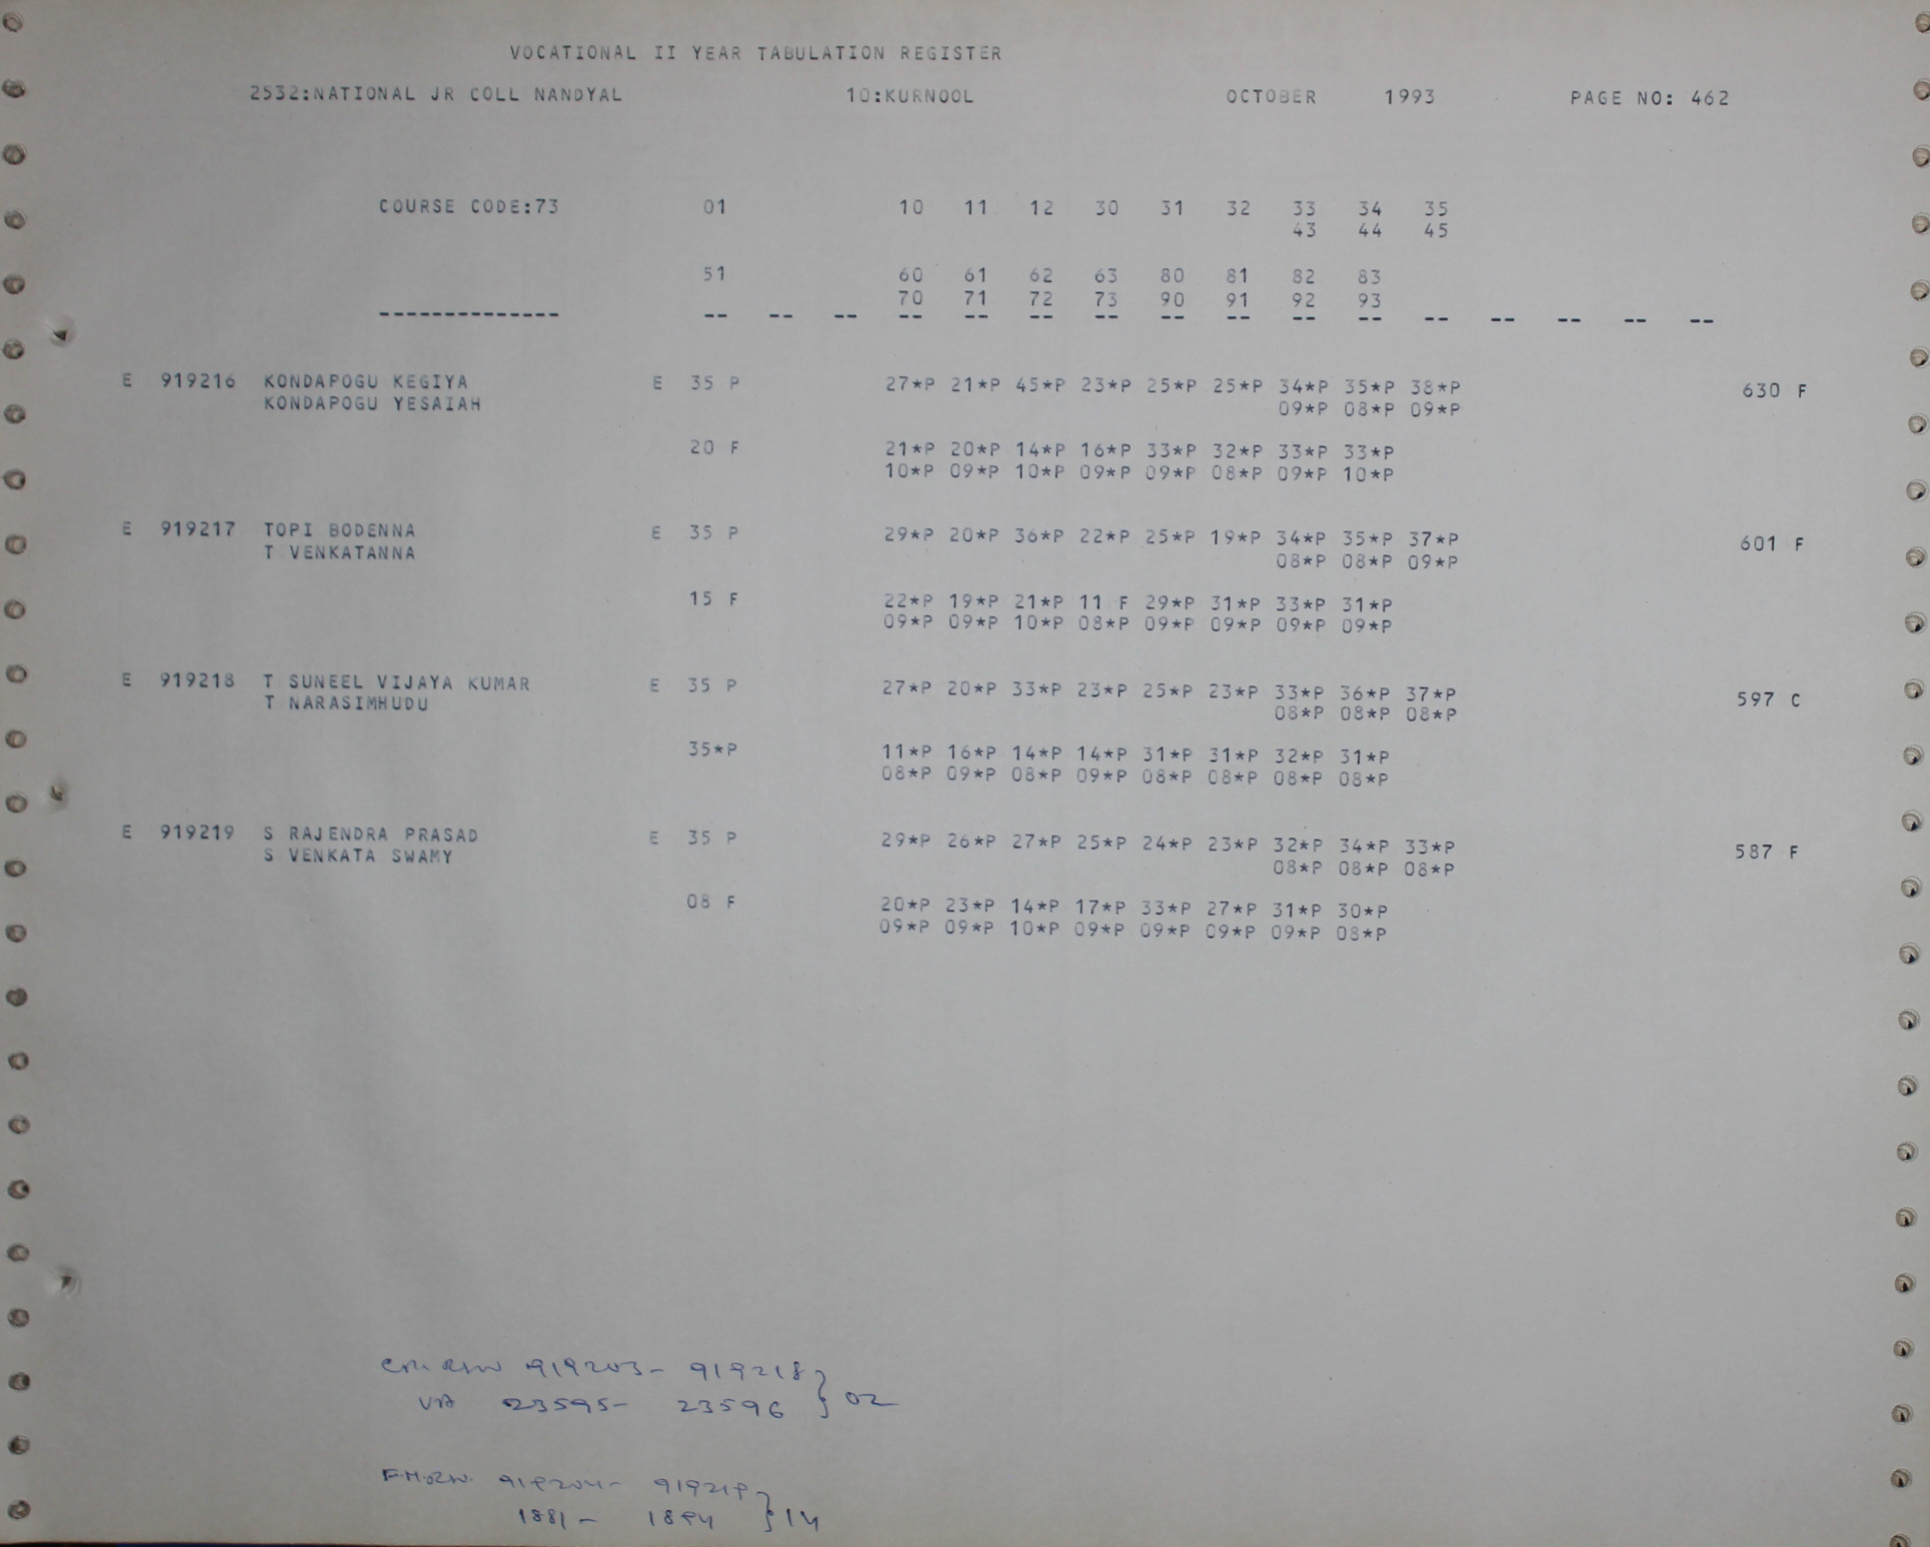 VOCATIONAL II YEAR TABULATION REGISTER
2532:NATIONAL JR COLL NANDYAL 10:KURNOOL OCTOBER 1993 PAGE NO: 462
COURSE CODE:73 01 10 11 12 30 31 32 33 34 35
43 44 45
51 60 61 62 63 80 81 82 83
70 71 72 73 90 91 92 93
-------------- -- -- -- -- -- -- -- -- -- -- -- -- -- -- -- --
E 919216 KONDAPOGU KEGIYA E 35 P 27*P 21*P 45*P 23*P 25*P 25*P 34*P 35*P 38*P 630 F
KONDAPOGU YESAIAH 09*P 08*P 09*P
20 F 21*P 20*P 14*P 16*P 33*P 32*P 33*P 33*P
10*P 09*P 10*P 09*P 09*P 08*P 09*P 10*P
E 919217 TOPI BODENNA E 35 P 29*P 20*P 36*P 22*P 25*P 19*P 34*P 35*P 37*P 601 F
T VENKATANNA 08*P 08*P 09*P
15 F 22*P 19*P 21*P 11 F 29*P 31*P 33*P 31*P
09*P 09*P 10*P 08*P 09*P 09*P 09*P 09*P
E 919218 T SUNEEL VIJAYA KUMAR E 35 P 27*P 20*P 33*P 23*P 25*P 23*P 33*P 36*P 37*P 597 C
T NARASIMHUDU 08*P 08*P 08*P
35*P 11*P 16*P 14*P 14*P 31*P 31*P 32*P 31*P
08*P 09*P 08*P 09*P 08*P 08*P 08*P 08*P
E 919219 S RAJENDRA PRASAD E 35 P 29*P 26*P 27*P 25*P 24*P 23*P 32*P 34*P 33*P 587 F
S VENKATA SWAMY 08*P 08*P 08*P
08 F 20*P 23*P 14*P 17*P 33*P 27*P 31*P 30*P
09*P 09*P 10*P 09*P 09*P 09*P 09*P 08*P
919203- 919218 } 02
23595- 23596
919204- 919219 } 14
1881 - 1894